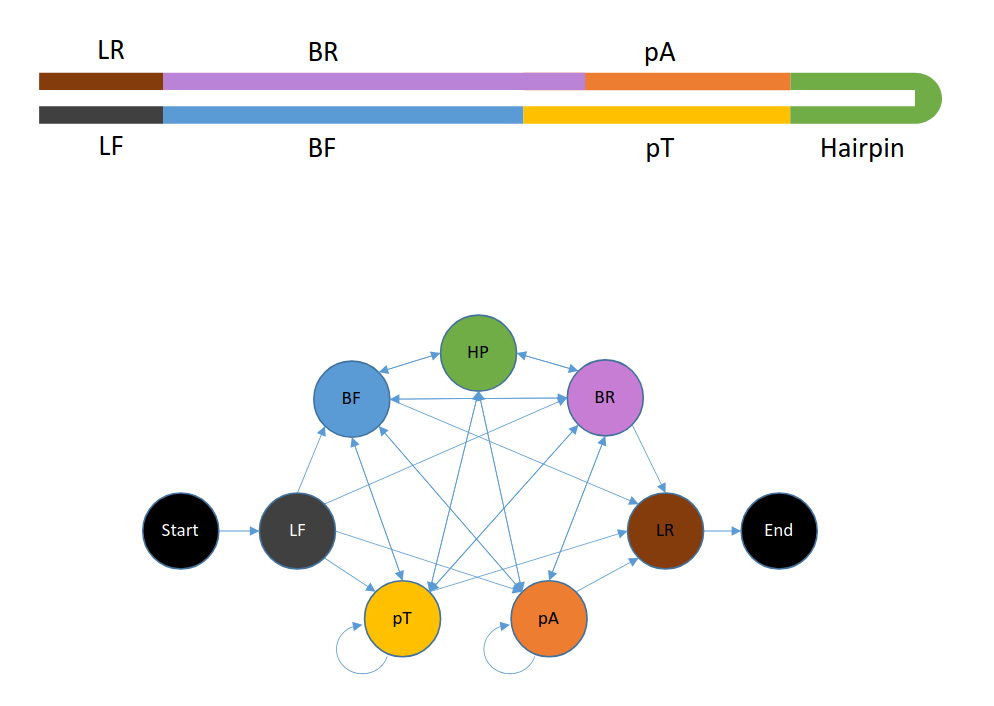 LR BR pA
LF BF pT Hairpin
HP
BF BR
Start LF LR End
pT pA